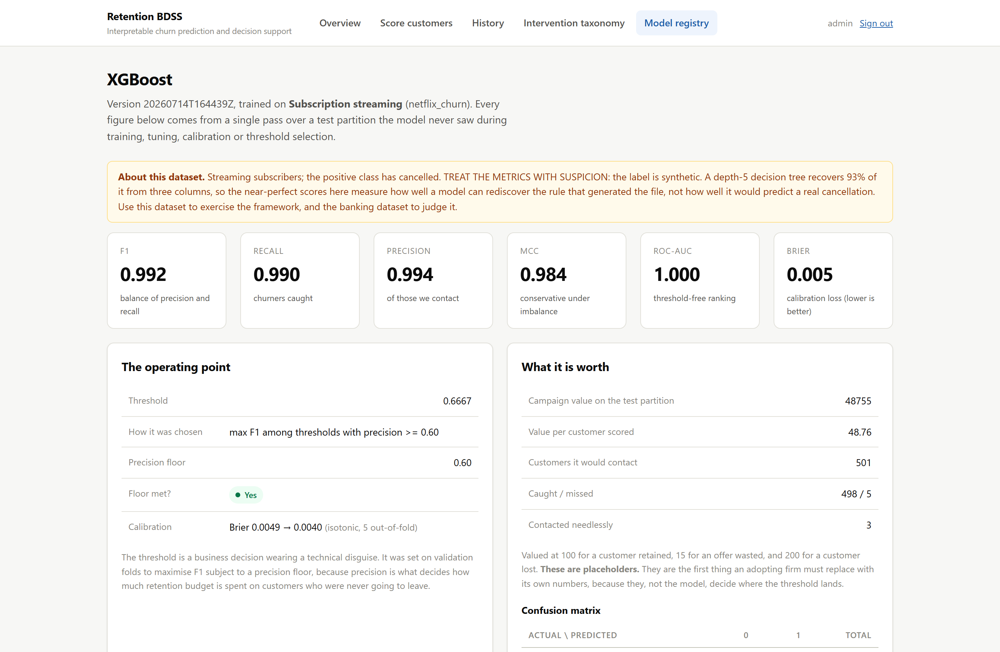 Retention BDSS
Interpretable churn prediction and decision support
Overview
Score customers
History
Intervention taxonomy
Model registry
admin
Sign out
XGBoost
Version 20260714T164439Z, trained on Subscription streaming (netflix_churn). Every
figure below comes from a single pass over a test partition the model never saw during
training, tuning, calibration or threshold selection.
About this dataset. Streaming subscribers; the positive class has cancelled. TREAT THE METRICS WITH SUSPICION: the label is synthetic. A depth-5 decision tree recovers 93% of
it from three columns, so the near-perfect scores here measure how well a model can rediscover the rule that generated the file, not how well it would predict a real cancellation.
Use this dataset to exercise the framework, and the banking dataset to judge it.
F1
0.992
balance of precision and
recall
RECALL
0.990
churners caught
PRECISION
0.994
of those we contact
MCC
0.984
conservative under
imbalance
ROC-AUC
1.000
threshold-free ranking
BRIER
0.005
calibration loss (lower is
better)
The operating point
Threshold 0.6667
How it was chosen max F1 among thresholds with precision >= 0.60
Precision floor 0.60
Floor met? Yes
Calibration Brier 0.0049 → 0.0040 (isotonic, 5 out-of-fold)
The threshold is a business decision wearing a technical disguise. It was set on validation
folds to maximise F1 subject to a precision floor, because precision is what decides how
much retention budget is spent on customers who were never going to leave.
What it is worth
Campaign value on the test partition 48755
Value per customer scored 48.76
Customers it would contact 501
Caught / missed 498 / 5
Contacted needlessly 3
Valued at 100 for a customer retained, 15 for an offer wasted, and 200 for a customer
lost. These are placeholders. They are the first thing an adopting firm must replace with
its own numbers, because they, not the model, decide where the threshold lands.
Confusion matrix
ACTUAL \ PREDICTED 0 1 TOTAL